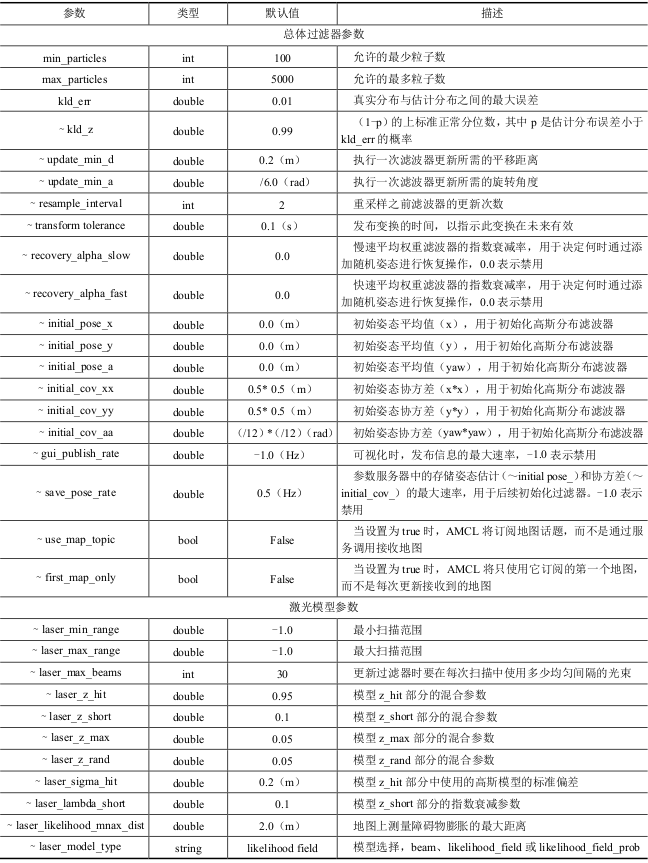 参数 类型 默认值 描述
总体过滤器参数
min_particles int 100 允许的最少粒子数
max_particles int 5000 允许的最多粒子数
kld_err double 0.01 真实分布与估计分布之间的最大误差
~ kld_z double 0.99 （1-p）的上标准正常分位数，其中 p 是估计分布误差小于
kld_err 的概率
~ update_min_d double 0.2（m） 执行一次滤波器更新所需的平移距离
~ update_min_a double /6.0（rad） 执行一次滤波器更新所需的旋转角度
~ resample_interval int 2 重采样之前滤波器的更新次数
~ transform tolerance double 0.1（s） 发布变换的时间，以指示此变换在未来有效
~ recovery_alpha_slow double 0.0 慢速平均权重滤波器的指数衰减率，用于决定何时通过添
加随机姿态进行恢复操作，0.0 表示禁用
~ recovery_alpha_fast double 0.0 快速平均权重滤波器的指数衰减率，用于决定何时通过添
加随机姿态进行恢复操作，0.0 表示禁用
~ initial_pose_x double 0.0（m） 初始姿态平均值（x），用于初始化高斯分布滤波器
~ initial_pose_y double 0.0（m） 初始姿态平均值（y），用于初始化高斯分布滤波器
~ initial_pose_a double 0.0（m） 初始姿态平均值（yaw），用于初始化高斯分布滤波器
~ initial_cov_xx double 0.5* 0.5（m） 初始姿态协方差（x*x），用于初始化高斯分布滤波器
~ initial_cov_yy double 0.5* 0.5（m） 初始姿态协方差（y*y），用于初始化高斯分布滤波器
~ initial_cov_aa double （/12）*（/12）（rad） 初始姿态协方差（yaw*yaw），用于初始化高斯分布滤波器
~ gui_publish_rate double -1.0（Hz） 可视化时，发布信息的最大速率，-1.0 表示禁用
~ save_pose_rate double 0.5（Hz） 参数服务器中的存储姿态估计（～initial pose_）和协方差（～
initial_cov_）的最大速率，用于后续初始化过滤器。-1.0 表示
禁用
~ use_map_topic bool False 当设置为 true 时，AMCL 将订阅地图话题，而不是通过服
务调用接收地图
~ first_map_only bool False 当设置为 true 时，AMCL 将只使用它订阅的第一个地图，
而不是每次更新接收到的地图
激光模型参数
~ laser_min_range double -1.0 最小扫描范围
~ laser_max_range double -1.0 最大扫描范围
~ laser_max_beams int 30 更新过滤器时要在每次扫描中使用多少均匀间隔的光束
~ laser_z_hit double 0.95 模型 z_hit 部分的混合参数
~ laser_z_short double 0.1 模型 z_short 部分的混合参数
~ laser_z_max double 0.05 模型 z_max 部分的混合参数
~ laser_z_rand double 0.05 模型 z_rand 部分的混合参数
~ laser_sigma_hit double 0.2（m） 模型 z_hit 部分中使用的高斯模型的标准偏差
~ laser_lambda_short double 0.1 模型 z_short 部分的指数衰减参数
~ laser_likelihood_mnax_dist double 2.0（m） 地图上测量障碍物膨胀的最大距离
~ laser_model_type string likelihood field 模型选择，beam、likelihood_field 或 likelihood_field_prob